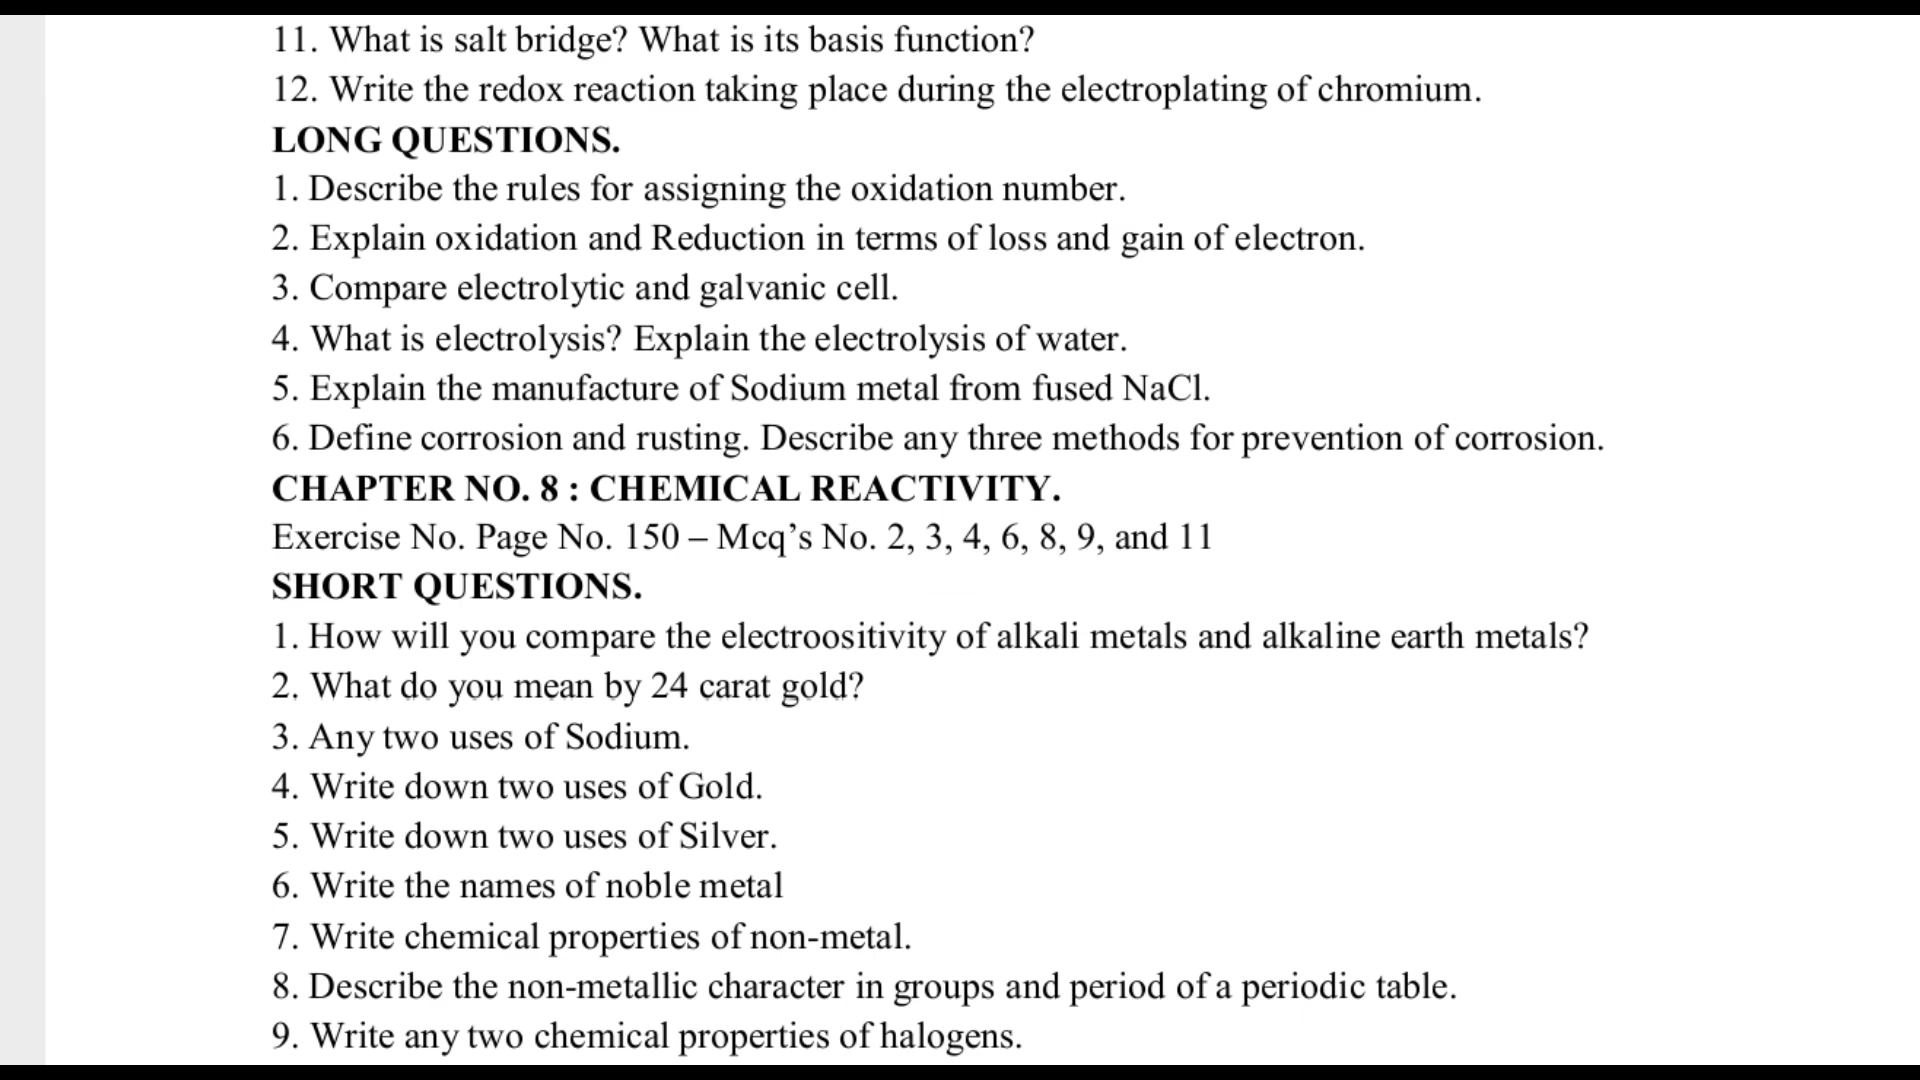 11. What is salt bridge? What is its basis function?
12. Write the redox reaction taking place during the electroplating of chromium.
LONG QUESTIONS.
1. Describe the rules for assigning the oxidation number.
2. Explain oxidation and Reduction in terms of loss and gain of electron.
3. Compare electrolytic and galvanic cell.
4. What is electrolysis? Explain the electrolysis of water.
5. Explain the manufacture of Sodium metal from fused NaCl.
6. Define corrosion and rusting. Describe any three methods for prevention of corrosion.
CHAPTER NO. 8 : CHEMICAL REACTIVITY.
Exercise No. Page No. 150 – Mcq’s No. 2, 3, 4, 6, 8, 9, and 11
SHORT QUESTIONS.
1. How will you compare the electroositivity of alkali metals and alkaline earth metals?
2. What do you mean by 24 carat gold?
3. Any two uses of Sodium.
4. Write down two uses of Gold.
5. Write down two uses of Silver.
6. Write the names of noble metal
7. Write chemical properties of non-metal.
8. Describe the non-metallic character in groups and period of a periodic table.
9. Write any two chemical properties of halogens.